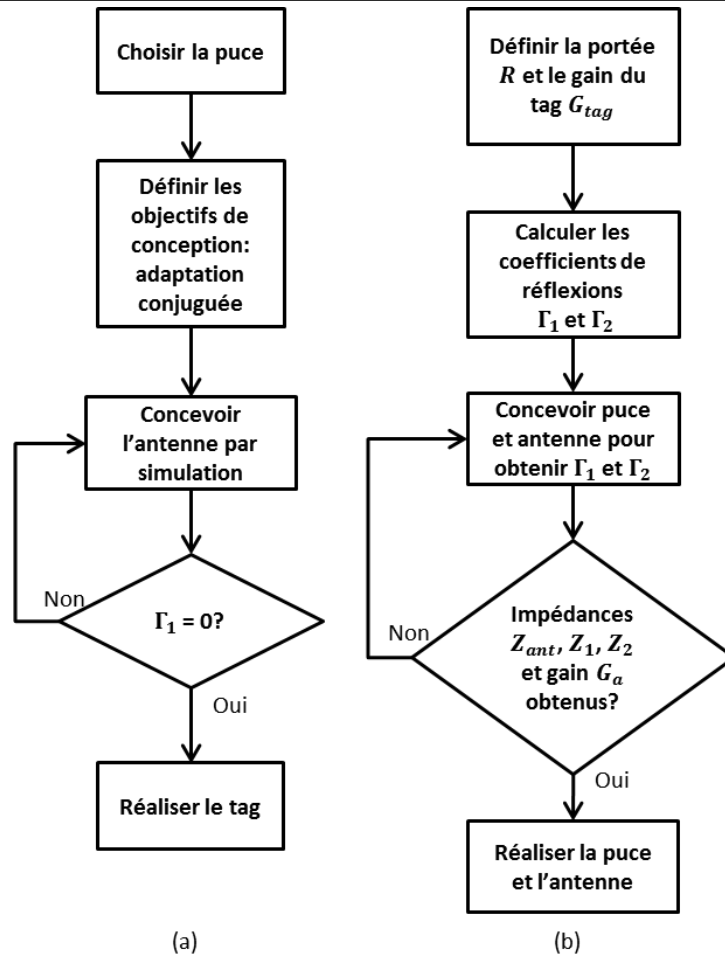 Choisir la puce
Définir les
objectifs de
conception:
adaptation
conjuguée
Concevoir
l'antenne par
simulation
Non
Γ₁ = 0?
Oui
Réaliser le tag
(a)
Définir la portée
R et le gain du
tag G_tag
Calculer les
coefficients de
réflexions
Γ₁ et Γ₂
Concevoir puce
et antenne pour
obtenir Γ₁ et Γ₂
Non
Impédances
Z_ant, Z₁, Z₂
et gain G_a
obtenus?
Oui
Réaliser la puce
et l'antenne
(b)